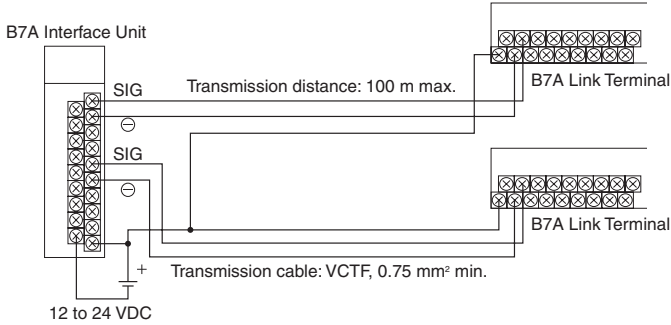 B7A Interface Unit
SIG
Transmission distance: 100 m max.
B7A Link Terminal
⊖
SIG
⊖
B7A Link Terminal
+
Transmission cable: VCTF, 0.75 mm² min.
12 to 24 VDC